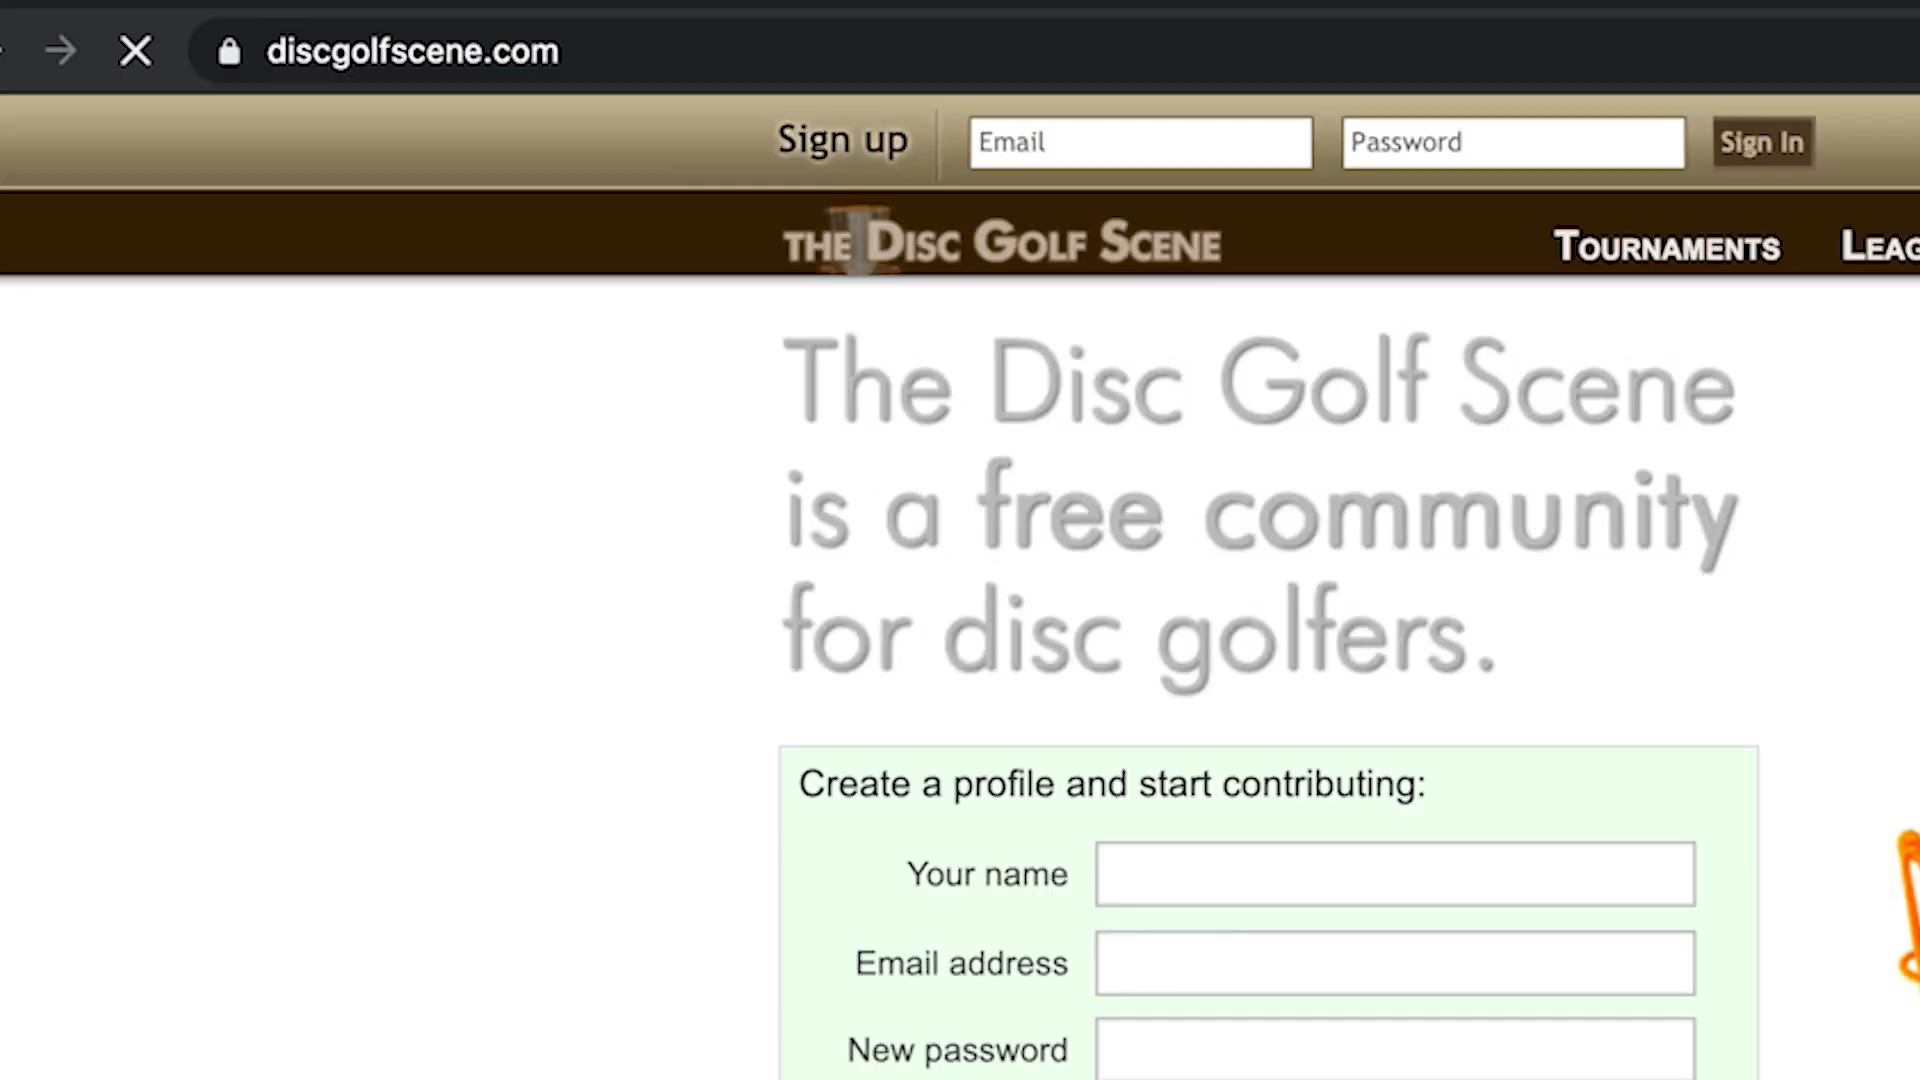 discgolfscene.com
Sign up
Email
Password
Sign In
THE DISC GOLF SCENE
TOURNAMENTS
The Disc Golf Scene
is a free community
for disc golfers.
Create a profile and start contributing:
Your name
Email address
New password